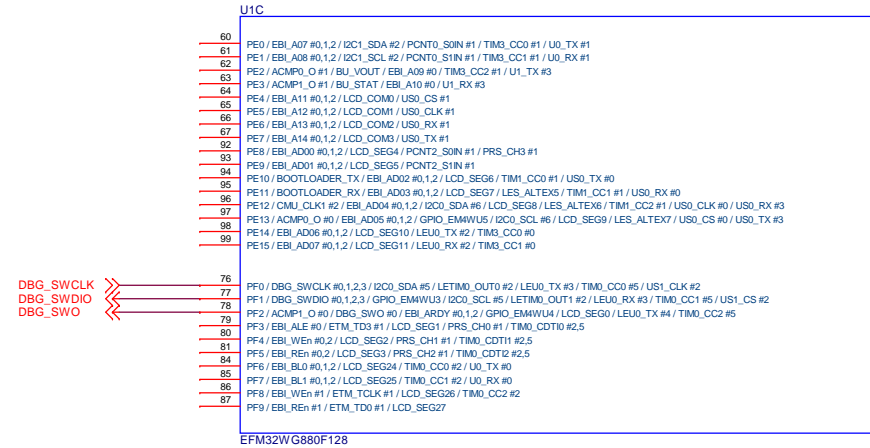 U1C
60 PE0 / EBI_A07 #0,1,2 / I2C1_SDA #2 / PCNT0_S0IN #1 / TIM3_CC0 #1 / U0_TX #1
61 PE1 / EBI_A08 #0,1,2 / I2C1_SCL #2 / PCNT0_S1IN #1 / TIM3_CC1 #1 / U0_RX #1
62 PE2 / ACMP0_O #1 / BU_VOUT / EBI_A09 #0 / TIM3_CC2 #1 / U1_TX #3
63 PE3 / ACMP1_O #1 / BU_STAT / EBI_A10 #0 / U1_RX #3
64 PE4 / EBI_A11 #0,1,2 / LCD_COM0 / US0_CS #1
65 PE5 / EBI_A12 #0,1,2 / LCD_COM1 / US0_CLK #1
66 PE6 / EBI_A13 #0,1,2 / LCD_COM2 / US0_RX #1
67 PE7 / EBI_A14 #0,1,2 / LCD_COM3 / US0_TX #1
92 PE8 / EBI_AD00 #0,1,2 / LCD_SEG4 / PCNT2_S0IN #1 / PRS_CH3 #1
93 PE9 / EBI_AD01 #0,1,2 / LCD_SEG5 / PCNT2_S1IN #1
94 PE10 / BOOTLOADER_TX / EBI_AD02 #0,1,2 / LCD_SEG6 / TIM1_CC0 #1 / US0_TX #0
95 PE11 / BOOTLOADER_RX / EBI_AD03 #0,1,2 / LCD_SEG7 / LES_ALTEX5 / TIM1_CC1 #1 / US0_RX #0
96 PE12 / CMU_CLK1 #2 / EBI_AD04 #0,1,2 / I2C0_SDA #6 / LCD_SEG8 / LES_ALTEX6 / TIM1_CC2 #1 / US0_CLK #0 / US0_RX #3
97 PE13 / ACMP0_O #0 / EBI_AD05 #0,1,2 / GPIO_EM4WU5 / I2C0_SCL #6 / LCD_SEG9 / LES_ALTEX7 / US0_CS #0 / US0_TX #3
98 PE14 / EBI_AD06 #0,1,2 / LCD_SEG10 / LEU0_TX #2 / TIM3_CC0 #0
99 PE15 / EBI_AD07 #0,1,2 / LCD_SEG11 / LEU0_RX #2 / TIM3_CC1 #0
DBG_SWCLK 76 PF0 / DBG_SWCLK #0,1,2,3 / I2C0_SDA #5 / LETIM0_OUT0 #2 / LEU0_TX #3 / TIM0_CC0 #5 / US1_CLK #2
DBG_SWDIO 77 PF1 / DBG_SWDIO #0,1,2,3 / GPIO_EM4WU3 / I2C0_SCL #5 / LETIM0_OUT1 #2 / LEU0_RX #3 / TIM0_CC1 #5 / US1_CS #2
DBG_SWO 78 PF2 / ACMP1_O #0 / DBG_SWO #0 / EBI_ARDY #0,1,2 / GPIO_EM4WU4 / LCD_SEG0 / LEU0_TX #4 / TIM0_CC2 #5
79 PF3 / EBI_ALE #0 / ETM_TD3 #1 / LCD_SEG1 / PRS_CH0 #1 / TIM0_CDTI0 #2,5
80 PF4 / EBI_WEn #0,2 / LCD_SEG2 / PRS_CH1 #1 / TIM0_CDTI1 #2,5
81 PF5 / EBI_REn #0,2 / LCD_SEG3 / PRS_CH2 #1 / TIM0_CDTI2 #2,5
84 PF6 / EBI_BL0 #0,1,2 / LCD_SEG24 / TIM0_CC0 #2 / U0_TX #0
85 PF7 / EBI_BL1 #0,1,2 / LCD_SEG25 / TIM0_CC1 #2 / U0_RX #0
86 PF8 / EBI_WEn #1 / ETM_TCLK #1 / LCD_SEG26 / TIM0_CC2 #2
87 PF9 / EBI_REn #1 / ETM_TD0 #1 / LCD_SEG27
EFM32WG880F128